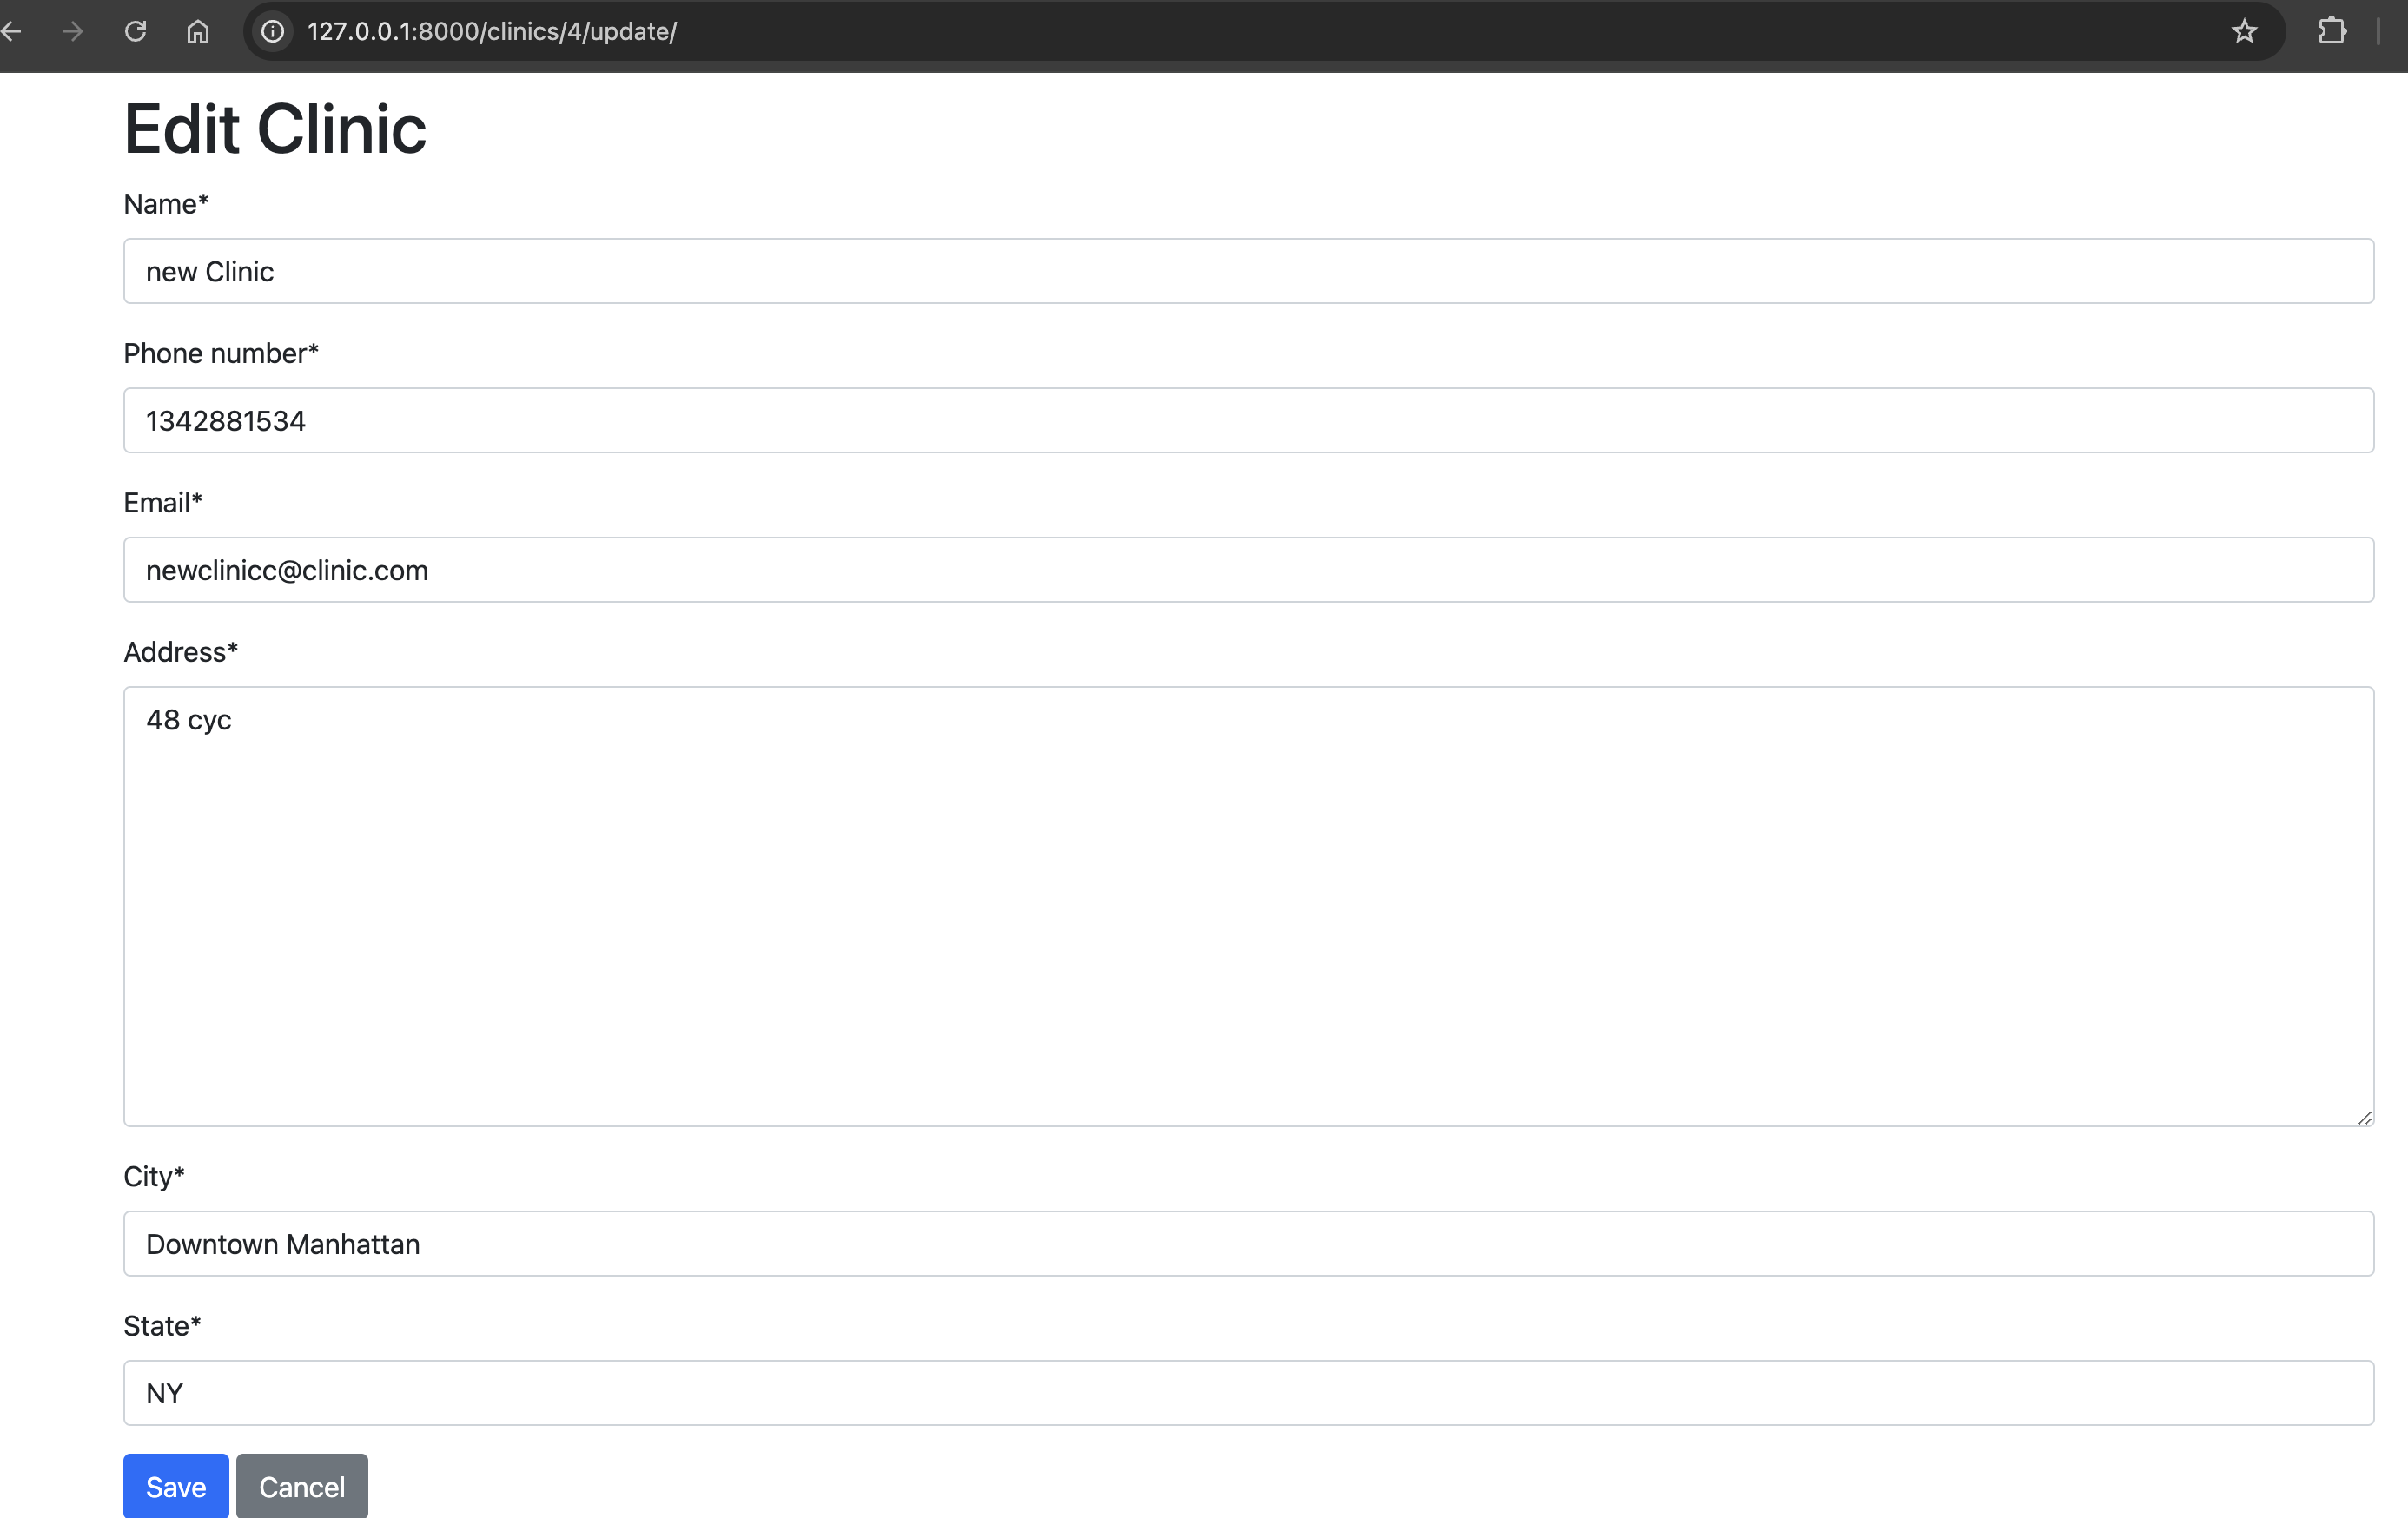 127.0.0.1:8000/clinics/4/update/
Edit Clinic
Name*
new Clinic
Phone number*
1342881534
Email*
newclinicc@clinic.com
Address*
48 cyc
City*
Downtown Manhattan
State*
NY
Save Cancel